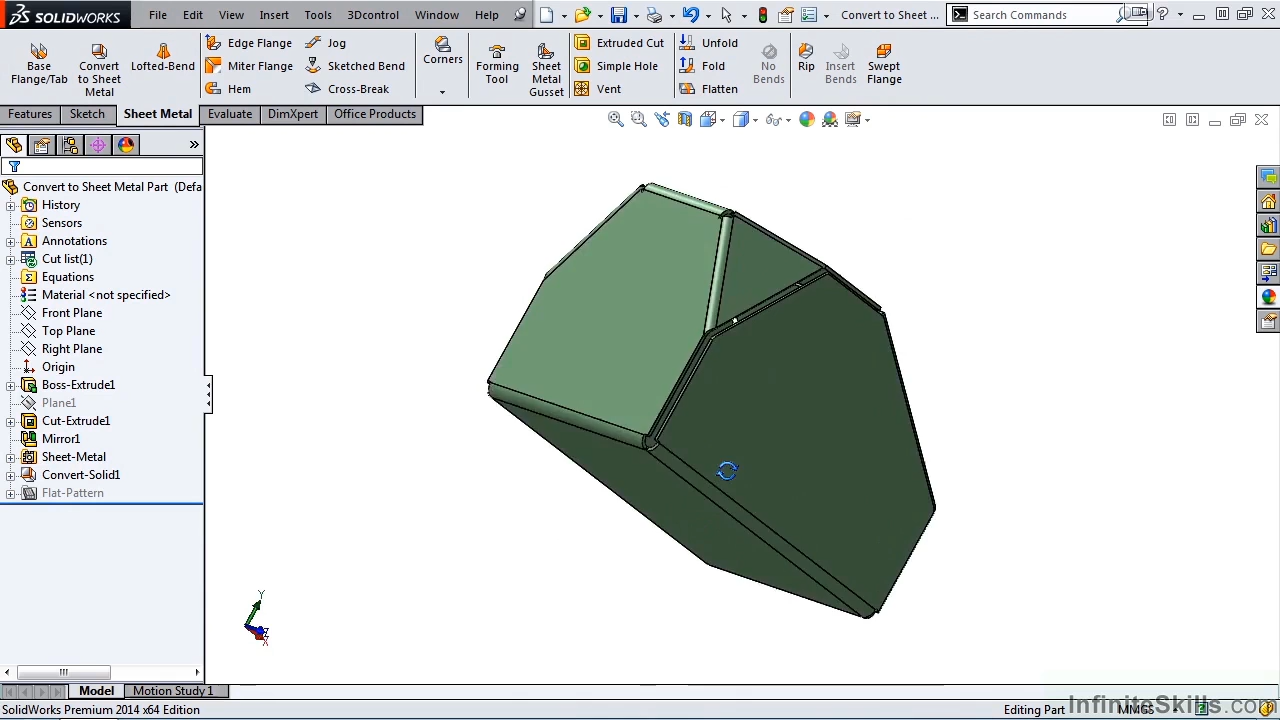 SOLIDWORKS File Edit View Insert Tools 3Dcontrol Window Help Convert to Sheet ... Search Commands
Base Flange/Tab
Convert to Sheet Metal
Lofted-Bend
Edge Flange
Miter Flange
Hem
Jog
Sketched Bend
Cross-Break
Corners
Forming Tool
Sheet Metal Gusset
Extruded Cut
Simple Hole
Vent
Unfold
Fold
Flatten
No Bends
Rip
Insert Bends
Swept Flange
Features Sketch Sheet Metal Evaluate DimXpert Office Products
Convert to Sheet Metal Part (Defa
History
Sensors
Annotations
Cut list(1)
Equations
Material <not specified>
Front Plane
Top Plane
Right Plane
Origin
Boss-Extrude1
Plane1
Cut-Extrude1
Mirror1
Sheet-Metal
Convert-Solid1
Flat-Pattern
Y
Z
X
Model Motion Study 1
SolidWorks Premium 2014 x64 Edition Editing Part MMGS
InfiniteSkills.com